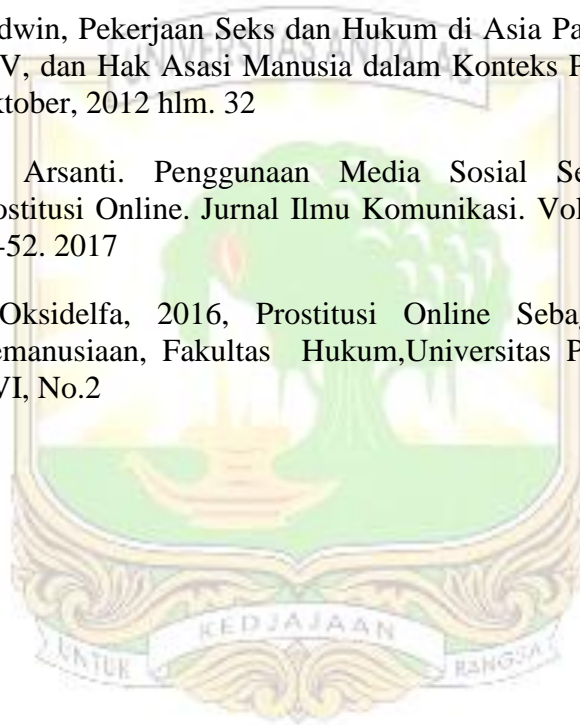 dwin, Pekerjaan Seks dan Hukum di Asia Pa
V, dan Hak Asasi Manusia dalam Konteks P
ktober, 2012 hlm. 32
Arsanti. Penggunaan Media Sosial Se
ostitusi Online. Jurnal Ilmu Komunikasi. Vol
-52. 2017
Oksidelfa, 2016, Prostitusi Online Seba
emanusiaan, Fakultas Hukum,Universitas P
VI, No.2
UNIVERSITAS ANDALAS
UNTUK KEDJAJAAN BANGSA